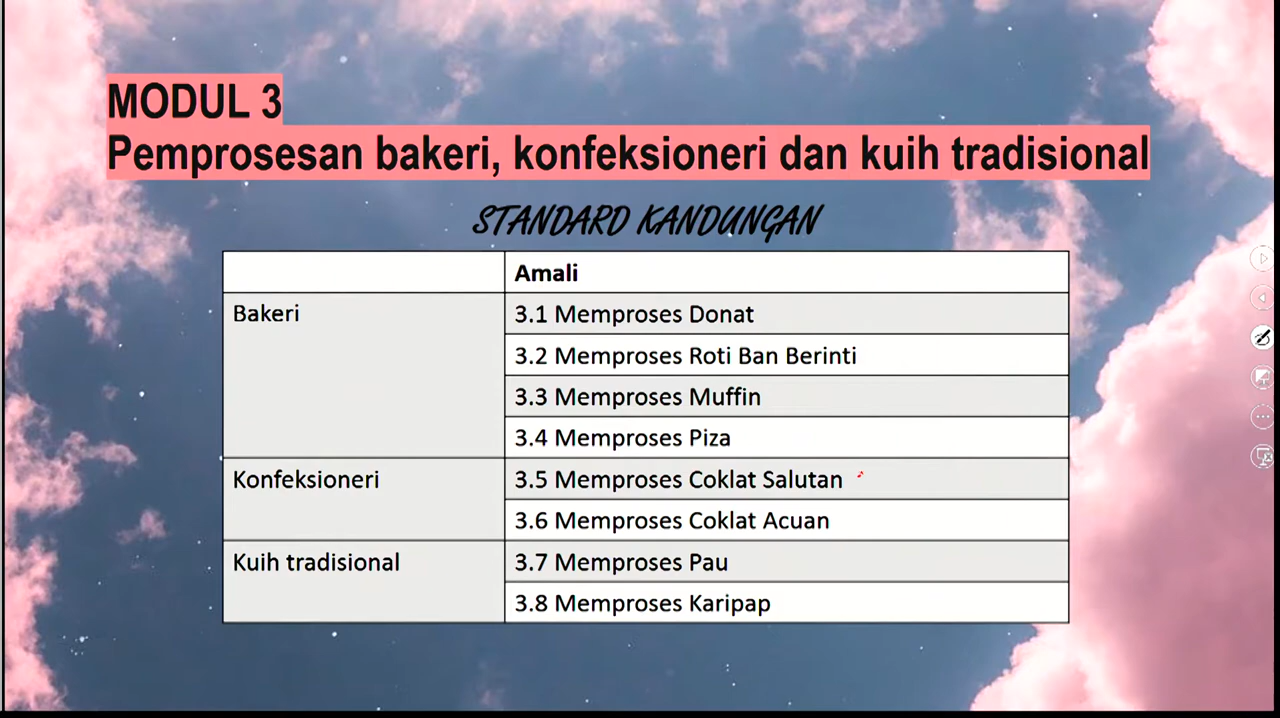 MODUL 3
Pemprosesan bakeri, konfeksioneri dan kuih tradisional
STANDARD KANDUNGAN
Amali
Bakeri
3.1 Memproses Donat
3.2 Memproses Roti Ban Berinti
3.3 Memproses Muffin
3.4 Memproses Piza
Konfeksioneri
3.5 Memproses Coklat Salutan
3.6 Memproses Coklat Acuan
Kuih tradisional
3.7 Memproses Pau
3.8 Memproses Karipap